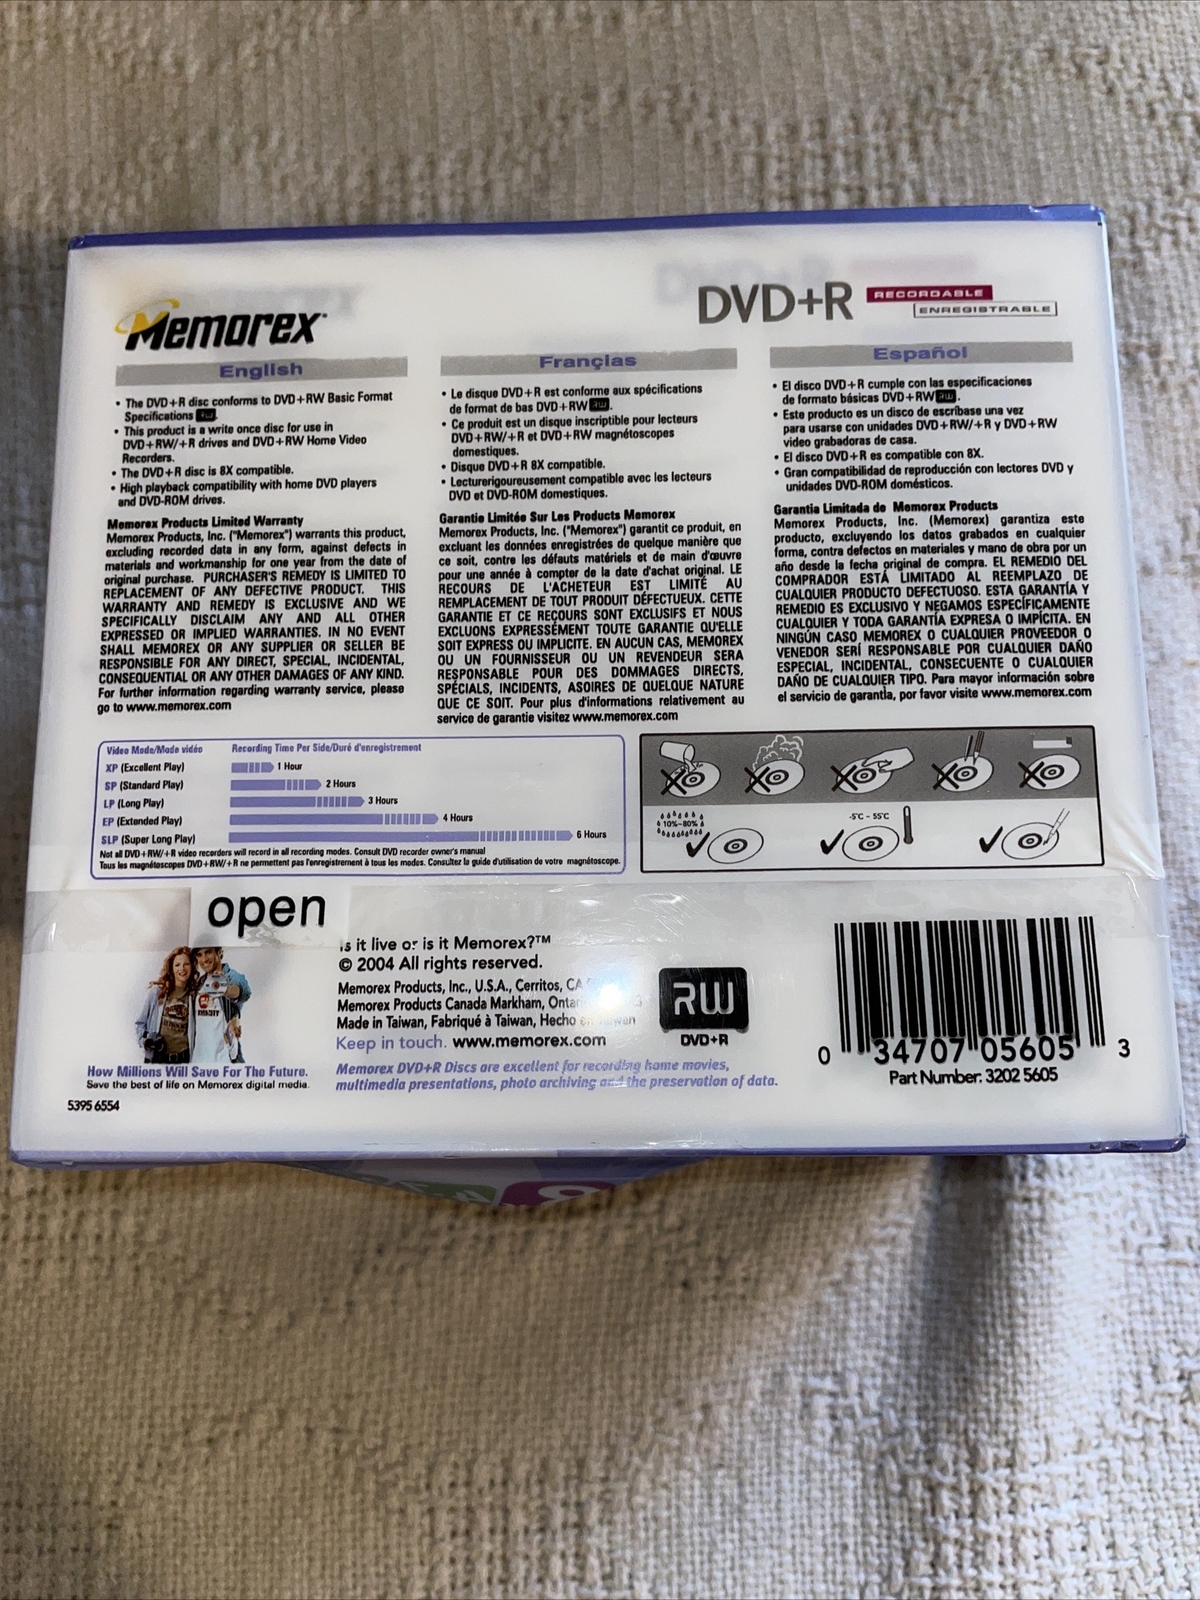 Memorex
DVD+R
RECORDABLE
ENREGISTRABLE
English
• The DVD+R disc conforms to DVD+RW Basic Format
Specifications RW.
• This product is a write once disc for use in
DVD+RW/+R drives and DVD+RW Home Video
Recorders.
• The DVD+R disc is 8X compatible.
• High playback compatibility with home DVD players
and DVD-ROM drives.
Memorex Products Limited Warranty
Memorex Products, Inc. ("Memorex") warrants this product,
excluding recorded data in any form, against defects in
materials and workmanship for one year from the date of
original purchase. PURCHASER'S REMEDY IS LIMITED TO
REPLACEMENT OF ANY DEFECTIVE PRODUCT. THIS
WARRANTY AND REMEDY IS EXCLUSIVE AND WE
SPECIFICALLY DISCLAIM ANY AND ALL OTHER
EXPRESSED OR IMPLIED WARRANTIES. IN NO EVENT
SHALL MEMOREX OR ANY SUPPLIER OR SELLER BE
RESPONSIBLE FOR ANY DIRECT, SPECIAL, INCIDENTAL,
CONSEQUENTIAL OR ANY OTHER DAMAGES OF ANY KIND.
For further information regarding warranty service, please
go to www.memorex.com
Françias
• Le disque DVD+R est conforme aux spécifications
de format de bas DVD+RW RW.
• Ce produit est un disque inscriptible pour lecteurs
DVD+RW/+R et DVD+RW magnétoscopes
domestiques.
• Disque DVD+R 8X compatible.
• Lecturerigoureusement compatible avec les lecteurs
DVD et DVD-ROM domestiques.
Garantie Limitée Sur Les Products Memorex
Memorex Products, Inc. ("Memorex") garantit ce produit, en
excluant les données enregistrées de quelque manière que
ce soit, contre les défauts matériels et de main d'œuvre
pour une année à compter de la date d'achat original. LE
RECOURS DE L'ACHETEUR EST LIMITÉ AU
REMPLACEMENT DE TOUT PRODUIT DÉFECTUEUX. CETTE
GARANTIE ET CE RECOURS SONT EXCLUSIFS ET NOUS
EXCLUONS EXPRESSÉMENT TOUTE GARANTIE QU'ELLE
SOIT EXPRESS OU IMPLICITE. EN AUCUN CAS, MEMOREX
OU UN FOURNISSEUR OU UN REVENDEUR SERA
RESPONSABLE POUR DES DOMMAGES DIRECTS,
SPÉCIALS, INCIDENTS, ASOIRES DE QUELQUE NATURE
QUE CE SOIT. Pour plus d'informations relativement au
service de garantie visitez www.memorex.com
Español
• El disco DVD+R cumple con las especificaciones
de formato básicas DVD+RW RW.
• Este producto es un disco de escríbase una vez
para usarse con unidades DVD+RW/+R y DVD+RW
video grabadoras de casa.
• El disco DVD+R es compatible con 8X.
• Gran compatibilidad de reproducción con lectores DVD y
unidades DVD-ROM domésticos.
Garantía Limitada de Memorex Products
Memorex Products, Inc. (Memorex) garantiza este
producto, excluyendo los datos grabados en cualquier
forma, contra defectos en materiales y mano de obra por un
año desde la fecha original de compra. EL REMEDIO DEL
COMPRADOR ESTÁ LIMITADO AL REEMPLAZO DE
CUALQUIER PRODUCTO DEFECTUOSO. ESTA GARANTÍA Y
REMEDIO ES EXCLUSIVO Y NEGAMOS ESPECÍFICAMENTE
CUALQUIER Y TODA GARANTÍA EXPRESA O IMPÍCITA. EN
NINGÚN CASO MEMOREX O CUALQUIER PROVEEDOR O
VENEDOR SERÍ RESPONSABLE POR CUALQUIER DAÑO
ESPECIAL, INCIDENTAL, CONSECUENTE O CUALQUIER
DAÑO DE CUALQUIER TIPO. Para mayor información sobre
el servicio de garantía, por favor visite www.memorex.com
Video Mode/Mode vidéo Recording Time Per Side/Duré d'enregistrement
XP (Excellent Play) 1 Hour
SP (Standard Play) 2 Hours
LP (Long Play) 3 Hours
EP (Extended Play) 4 Hours
SLP (Super Long Play) 6 Hours
Not all DVD+RW/+R video recorders will record in all recording modes. Consult DVD recorder owner's manual
Tous les magnétoscopes DVD+RW/+R ne permettent pas l'enregistrement à tous les modes. Consultez la guide d'utilisation de votre magnétoscope.
10%~80%
-5°C - 55°C
open
is it live or is it Memorex?™
© 2004 All rights reserved.
Memorex Products, Inc., U.S.A., Cerritos, CA
Memorex Products Canada Markham,
Made in Taiwan, Fabriqué à Taiwan, Hecho en Taiwan
Keep in touch. www.memorex.com
Memorex DVD+R Discs are excellent for recording home movies,
multimedia presentations, photo archiving and the preservation of data.
How Millions Will Save For The Future.
Save the best of life on Memorex digital media.
5395 6554
RW
DVD+R
0 34707 05605 3
Part Number: 3202 5605